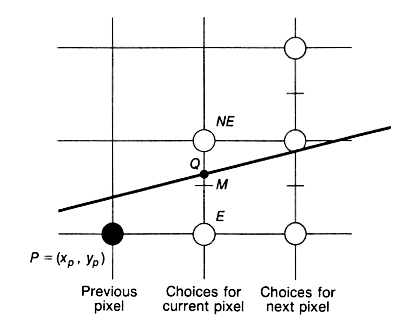 NE
Q
M
E
P = (xₚ, yₚ)
Previous pixel
Choices for current pixel
Choices for next pixel